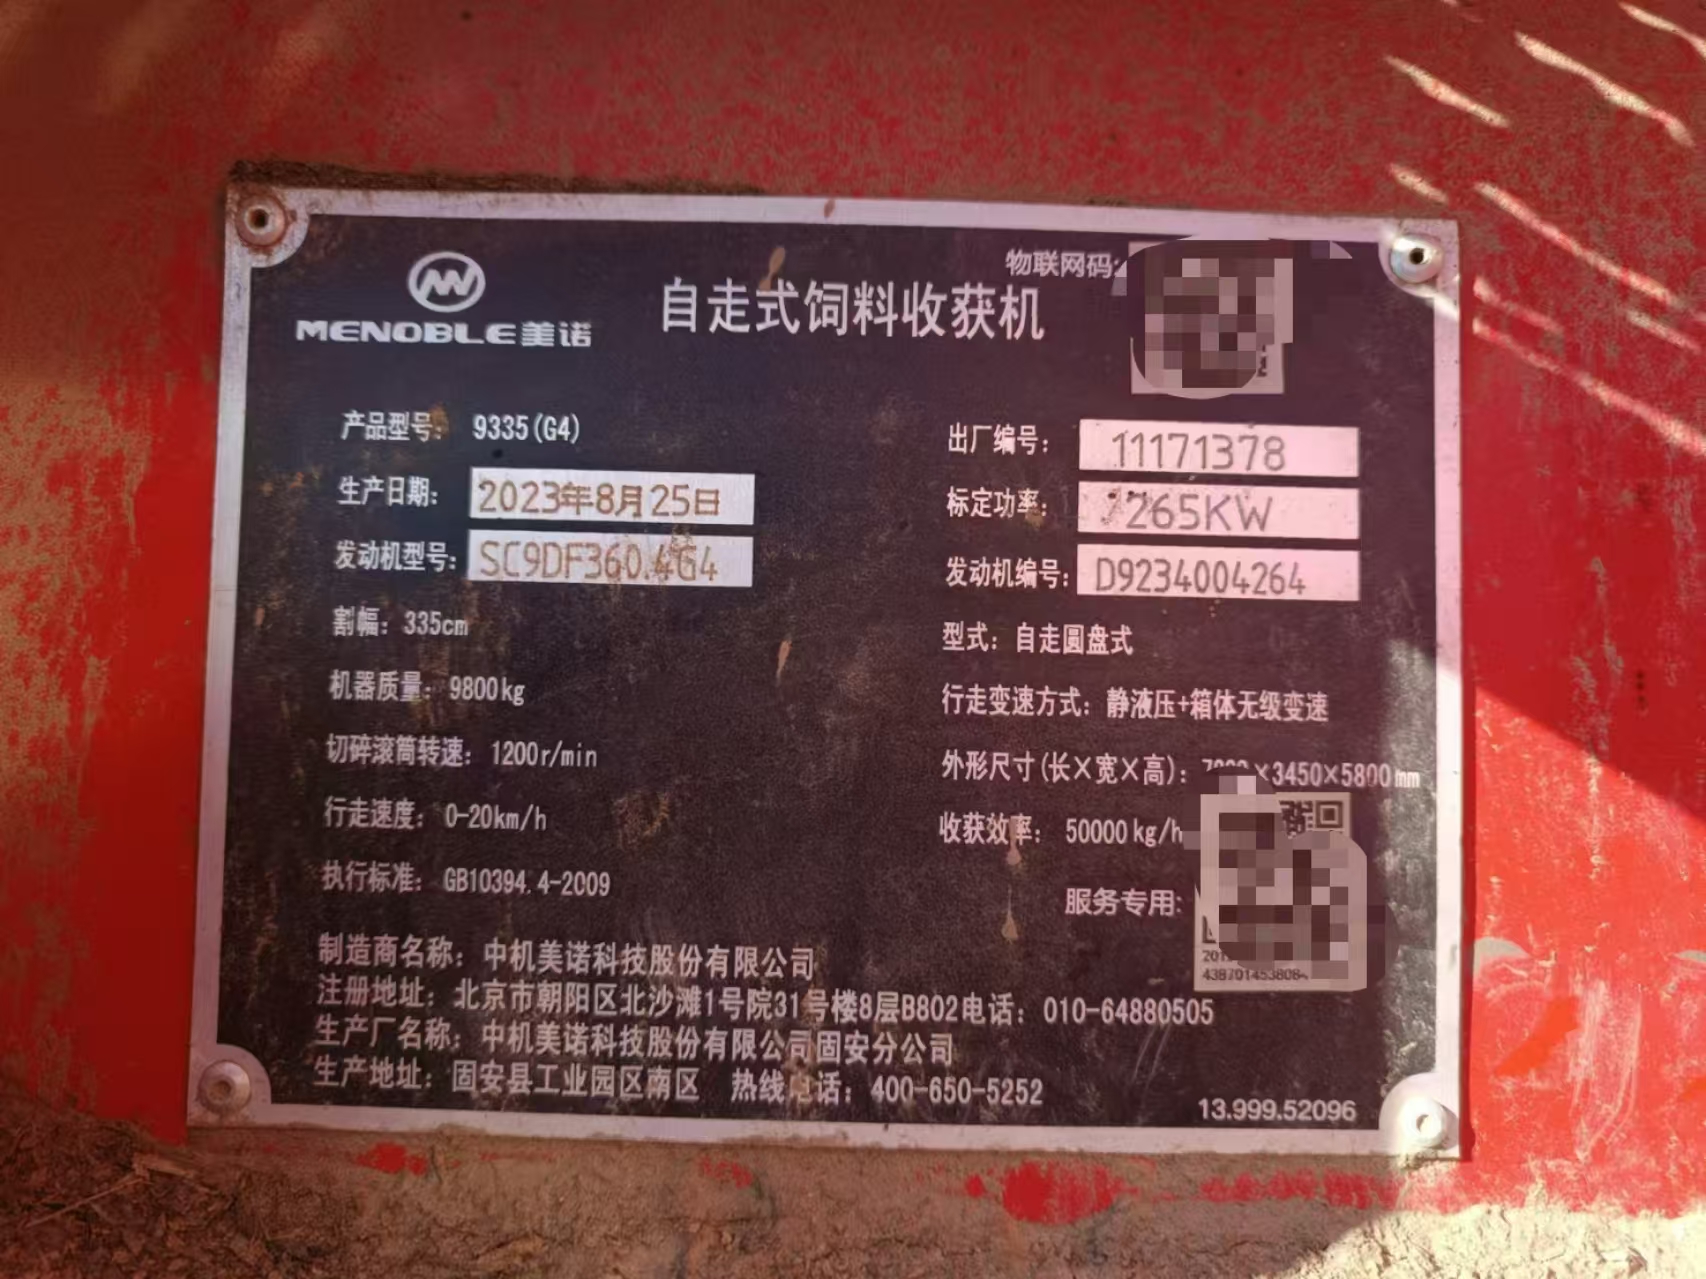 物联网码:
MENOBLE美诺
自走式饲料收获机
产品型号: 9335(G4)
出厂编号: 11171378
生产日期: 2023年8月25日
标定功率: 265KW
发动机型号: SC9DF360.4G4
发动机编号: D9234004264
割幅: 335cm
型式: 自走圆盘式
机器质量: 9800kg
行走变速方式: 静液压+箱体无级变速
切碎滚筒转速: 1200r/min
外形尺寸(长×宽×高): ×3450×5800mm
行走速度: 0-20km/h
收获效率: 50000kg/h
执行标准: GB10394.4-2009
服务专用:
制造商名称: 中机美诺科技股份有限公司
注册地址: 北京市朝阳区北沙滩1号院31号楼8层B802电话: 010-64880505
生产厂名称: 中机美诺科技股份有限公司固安分公司
生产地址: 固安县工业园区南区 热线电话: 400-650-5252
13.999.52096